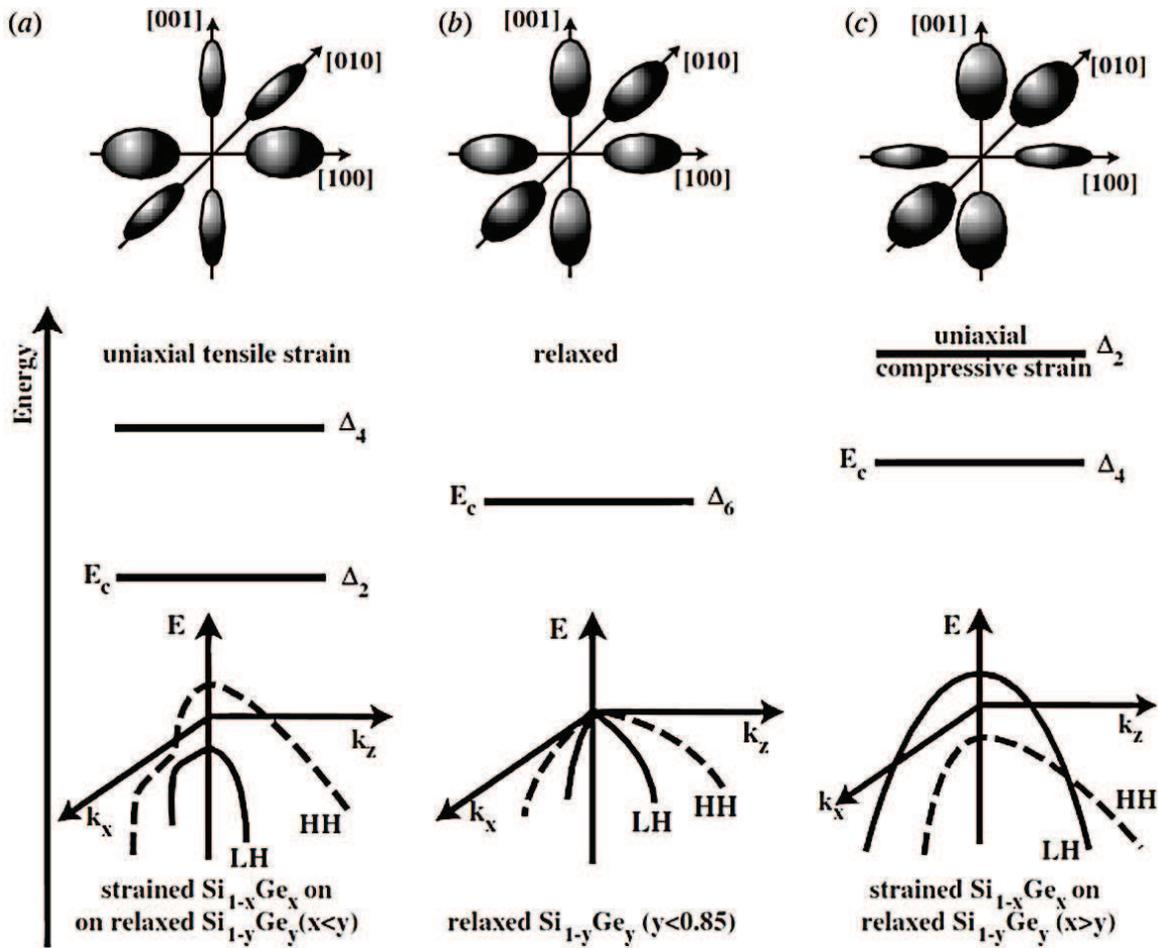 (a)
[001]
[010]
[100]
(b)
[001]
[010]
[100]
(c)
[001]
[010]
[100]
Energy
uniaxial tensile strain
Δ4
Ec
Δ2
E
kz
kx
HH
LH
strained Si1-xGex on
on relaxed Si1-yGey(x<y)
relaxed
Ec
Δ6
E
kz
kx
LH
HH
relaxed Si1-yGey (y<0.85)
uniaxial
compressive strain
Δ2
Ec
Δ4
E
kz
kx
HH
LH
strained Si1-xGex on
relaxed Si1-yGey (x>y)